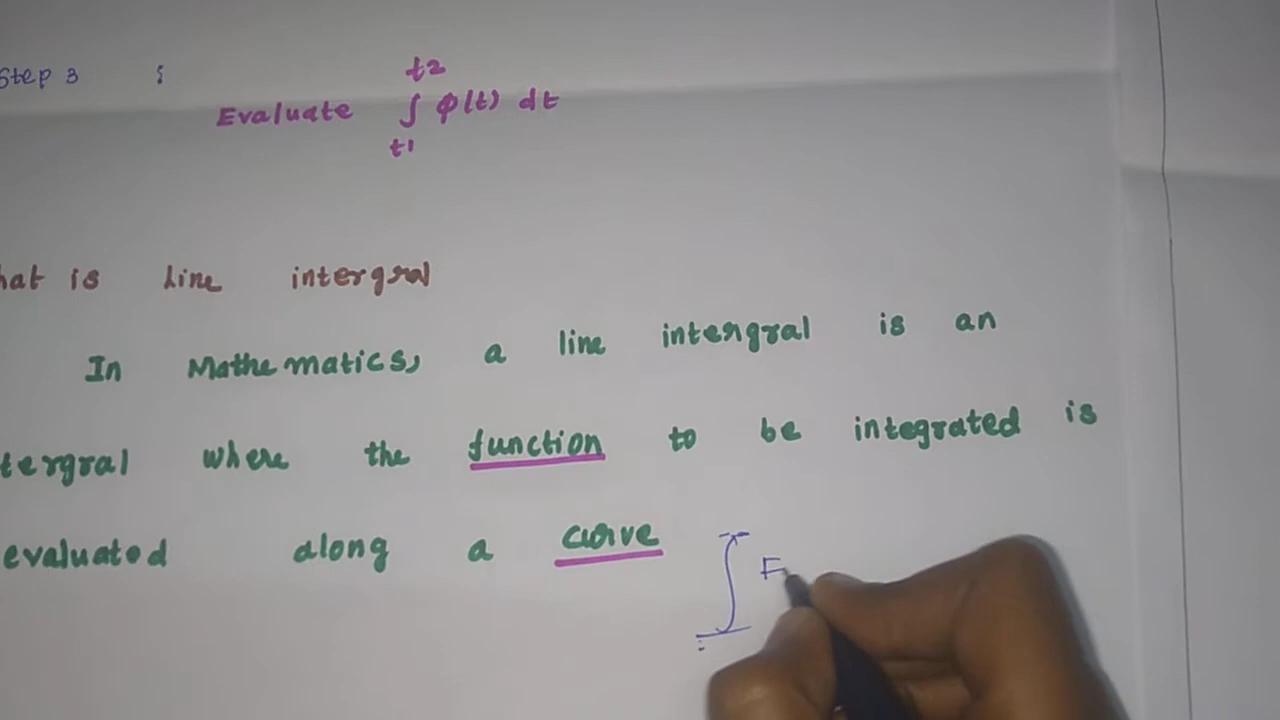 Step 3 :
t2
Evaluate ∫ φ(t) dt
t1
hat is line intergral
In Mathematics, a line intergral is an
tergral where the function to be integrated is
evaluated along a curve ∫ F